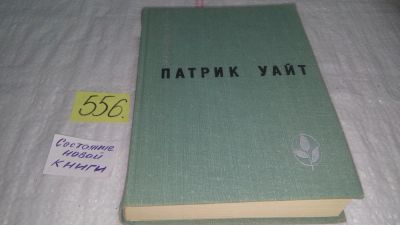 ПАТРИК УАЙТ
556.
Состояние
новой
книги